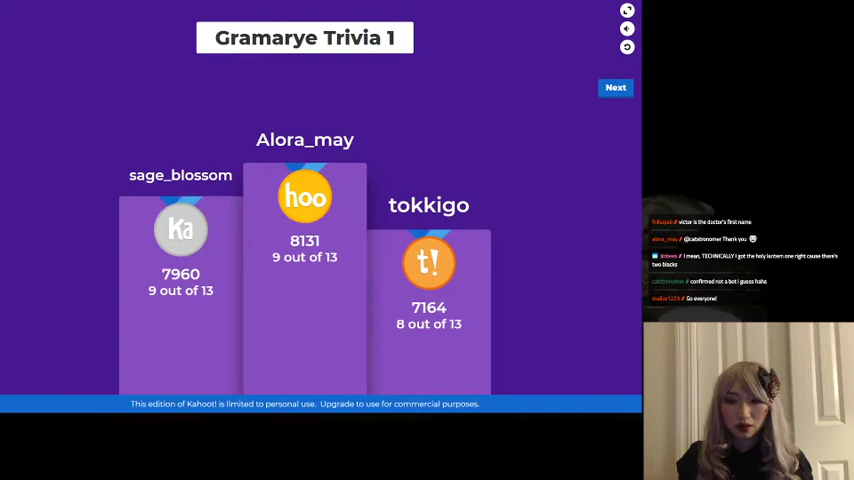 Gramarye Trivia 1
Next
Alora_may
sage_blossom
tokkigo
hoo
8131
9 out of 13
Ka
7960
9 out of 13
t!
7164
8 out of 13
This edition of Kahoot! is limited to personal use. Upgrade to use for commercial purposes.
victor is the doctor's first name
alora_may // @catstronomer Thank you
jinbees // I mean, TECHNICALLY I got the holy lantern one right cause there's
two blacks
catstronomer // confirmed not a bot i guess haha
malice1223 // Go everyone!